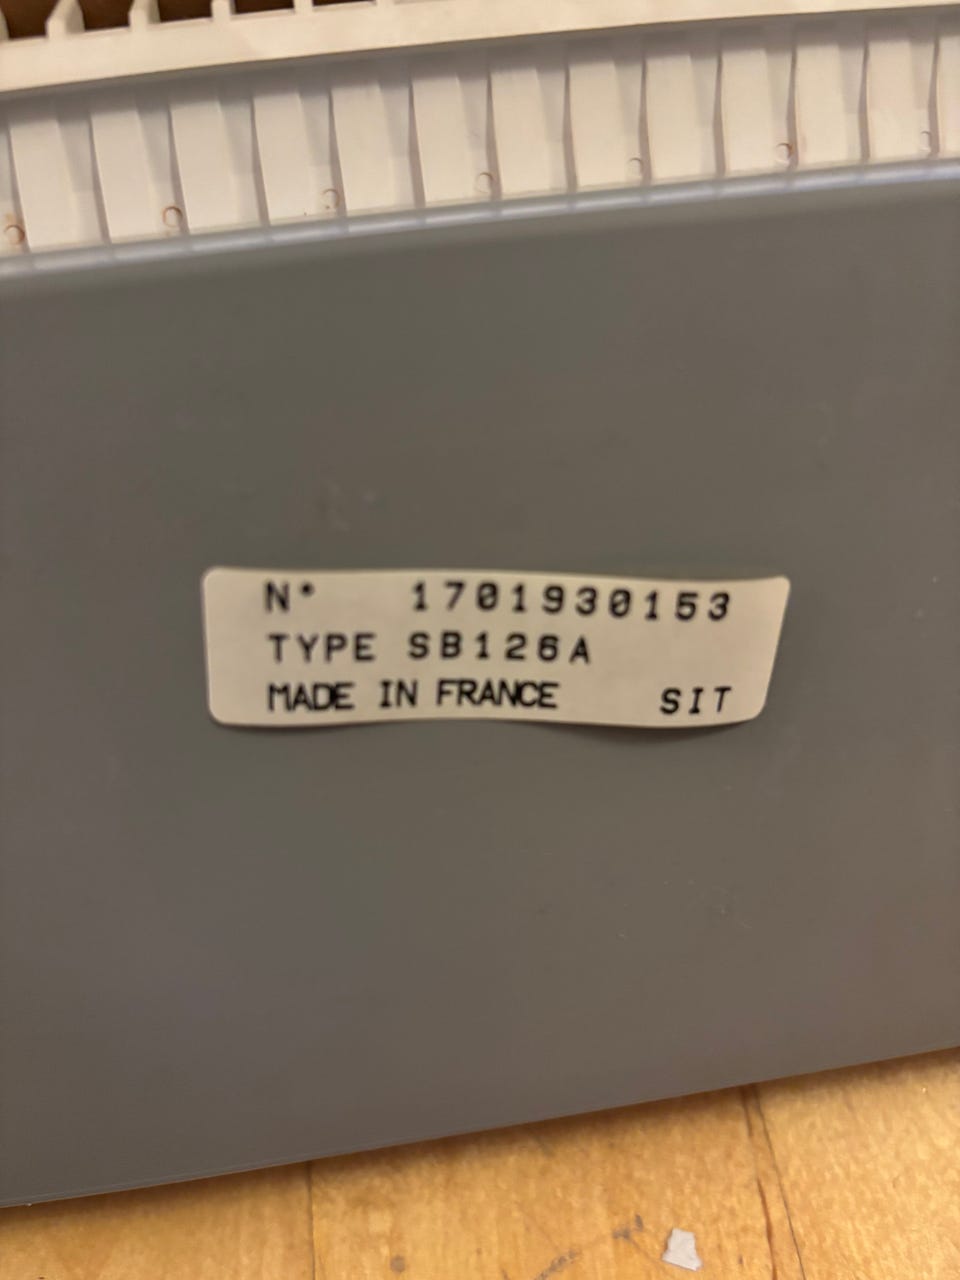 N° 1701930153
TYPE SB126A
MADE IN FRANCE SIT